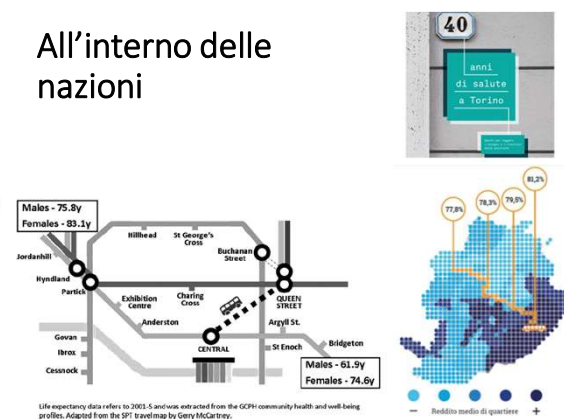 All'interno delle
nazioni
40
anni
di salute
a Torino
Males - 75.8y
Females - 83.1y
Jordanhill
Hyndland
Partick
Hillhead
St George's
Cross
Buchanan
Street
Exhibition
Centre
Charing
Cross
QUEEN
STREET
Anderston
Argyll St.
Govan
Ibrox
Cessnock
CENTRAL
St Enoch
Bridgeton
Males - 61.9y
Females - 74.6y
Life expectancy data refers to 2001-5 and was extracted from the GCPH community health and well-being
profiles. Adapted from the SPT travel map by Gerry McCartney.
77,8%
78,3%
79,5%
81,2%
− Reddito medio di quartiere +